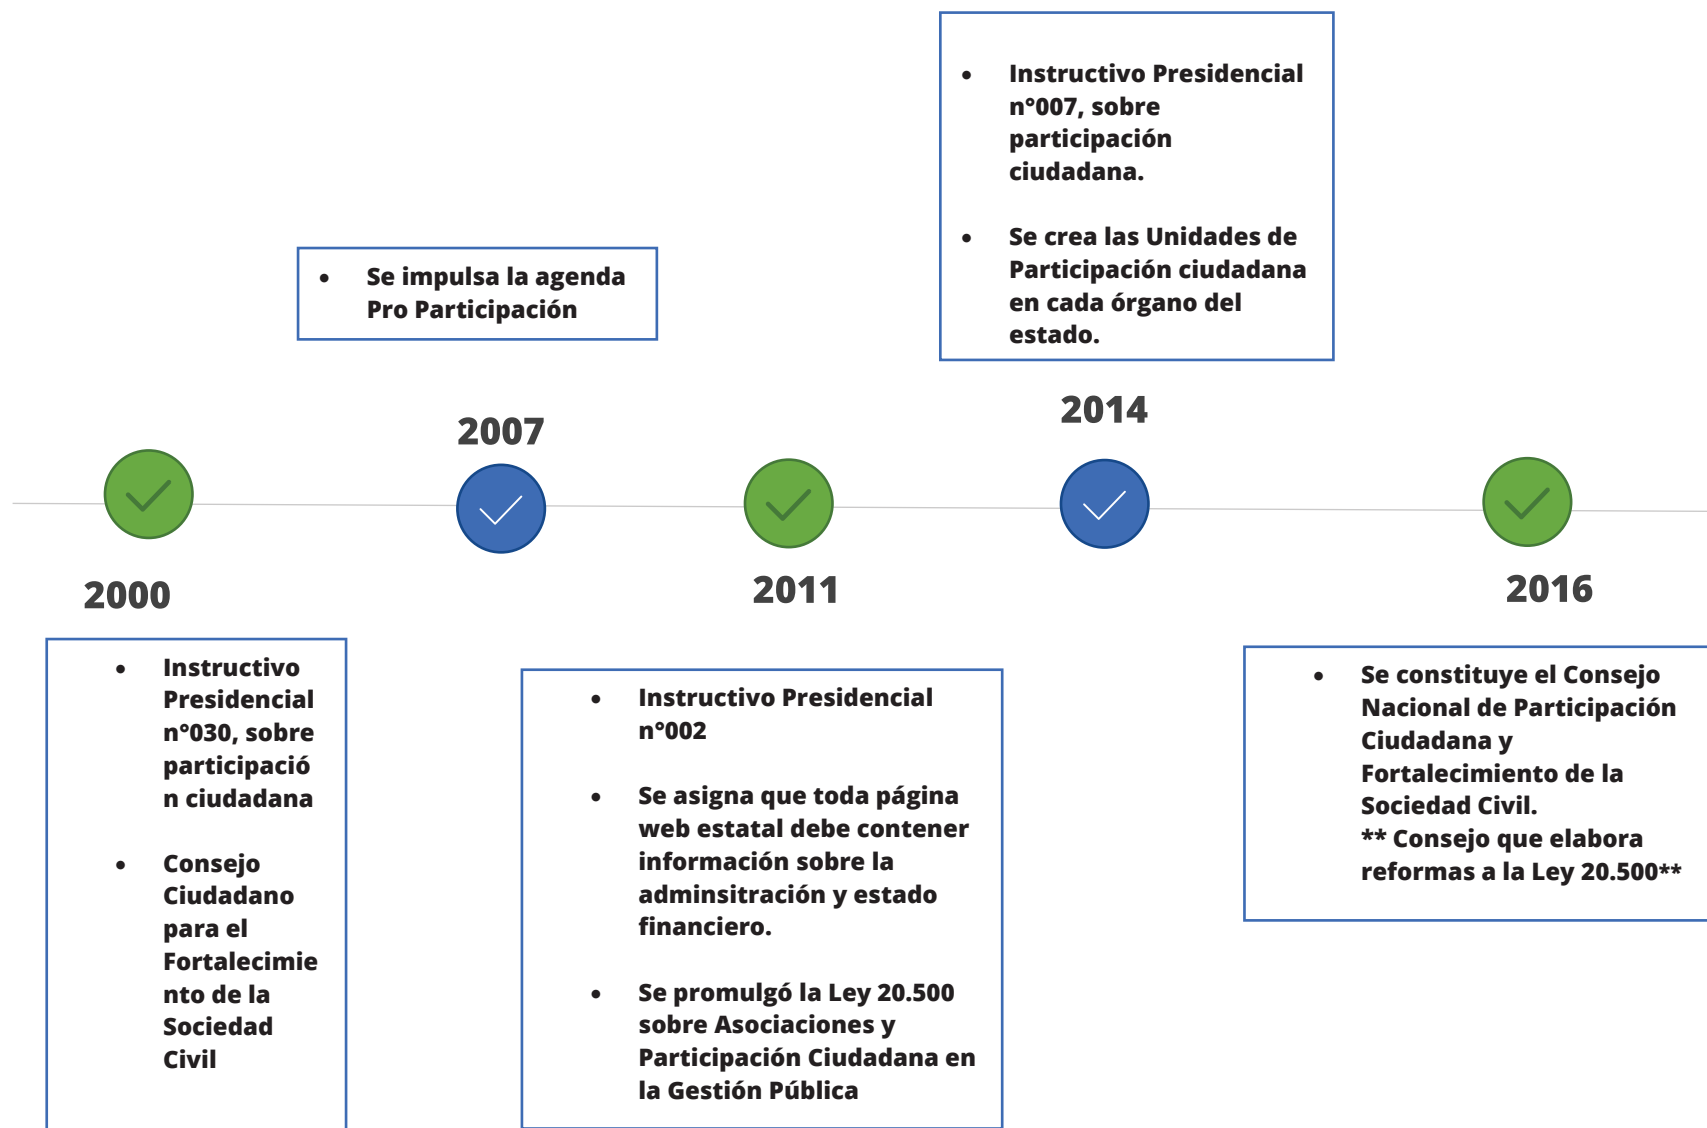 2000
• Instructivo
Presidencial
n°030, sobre
participació
n ciudadana
• Consejo
Ciudadano
para el
Fortalecimie
nto de la
Sociedad
Civil
• Se impulsa la agenda
Pro Participación
2007
2011
• Instructivo Presidencial
n°002
• Se asigna que toda página
web estatal debe contener
información sobre la
adminsitración y estado
financiero.
• Se promulgó la Ley 20.500
sobre Asociaciones y
Participación Ciudadana en
la Gestión Pública
• Instructivo Presidencial
n°007, sobre
participación
ciudadana.
• Se crea las Unidades de
Participación ciudadana
en cada órgano del
estado.
2014
2016
• Se constituye el Consejo
Nacional de Participación
Ciudadana y
Fortalecimiento de la
Sociedad Civil.
** Consejo que elabora
reformas a la Ley 20.500**